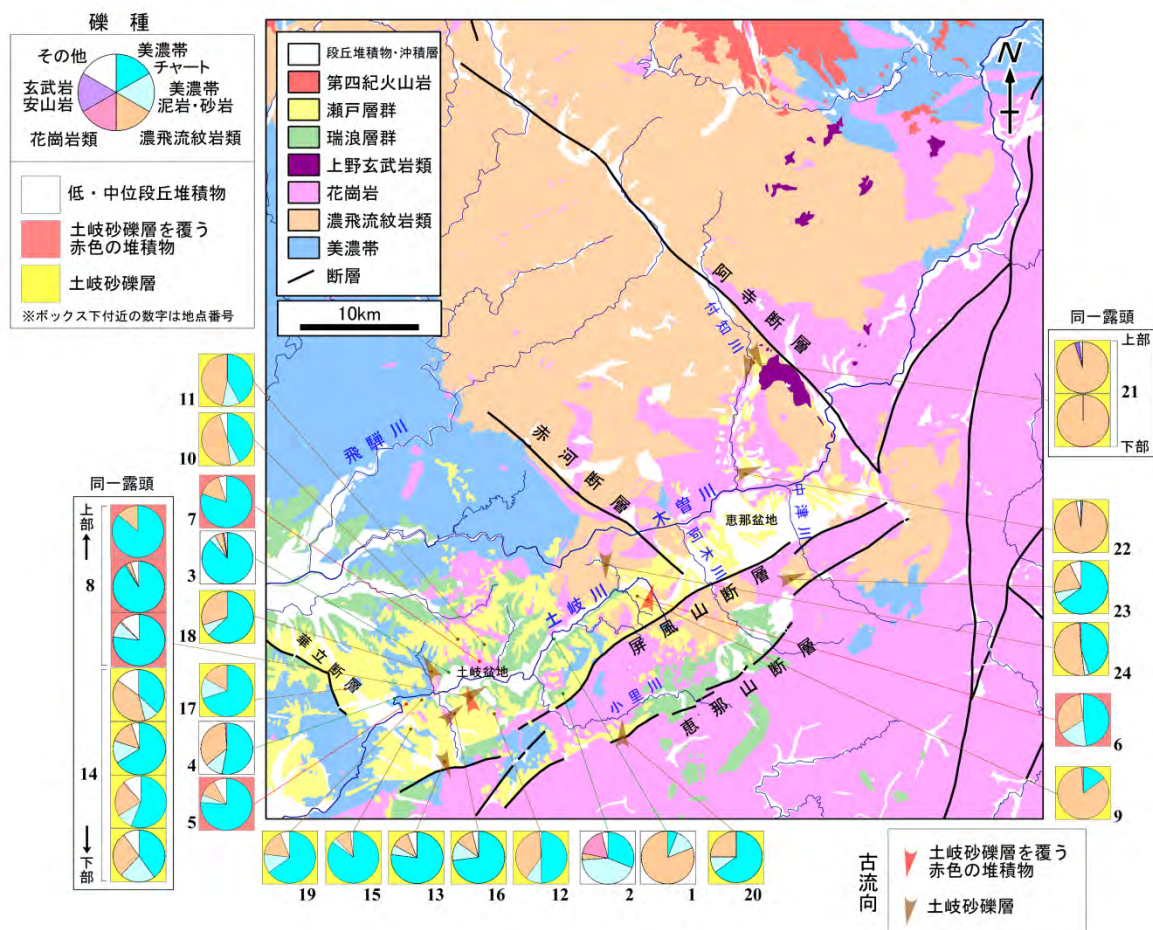 礫 種
その他
美濃帯
チャート
玄武岩
安山岩
美濃帯
泥岩・砂岩
花崗岩類
濃飛流紋岩類
低・中位段丘堆積物
土岐砂礫層を覆う
赤色の堆積物
土岐砂礫層
※ボックス下付近の数字は地点番号
段丘堆積物・沖積層
第四紀火山岩
瀬戸層群
瑞浪層群
上野玄武岩類
花崗岩
濃飛流紋岩類
美濃帯
断層
10km
N
阿寺断層
付知川
赤河断層
飛騨川
木曽川
恵那盆地
中津川
阿木川
土岐川
屏風山断層
華立断層
土岐盆地
小里川
恵那山断層
11
10
7
3
18
17
4
5
同一露頭
上部
8
14
下部
19
15
13
16
12
2
1
20
同一露頭
上部
21
下部
22
23
24
6
9
古流向
土岐砂礫層を覆う
赤色の堆積物
土岐砂礫層